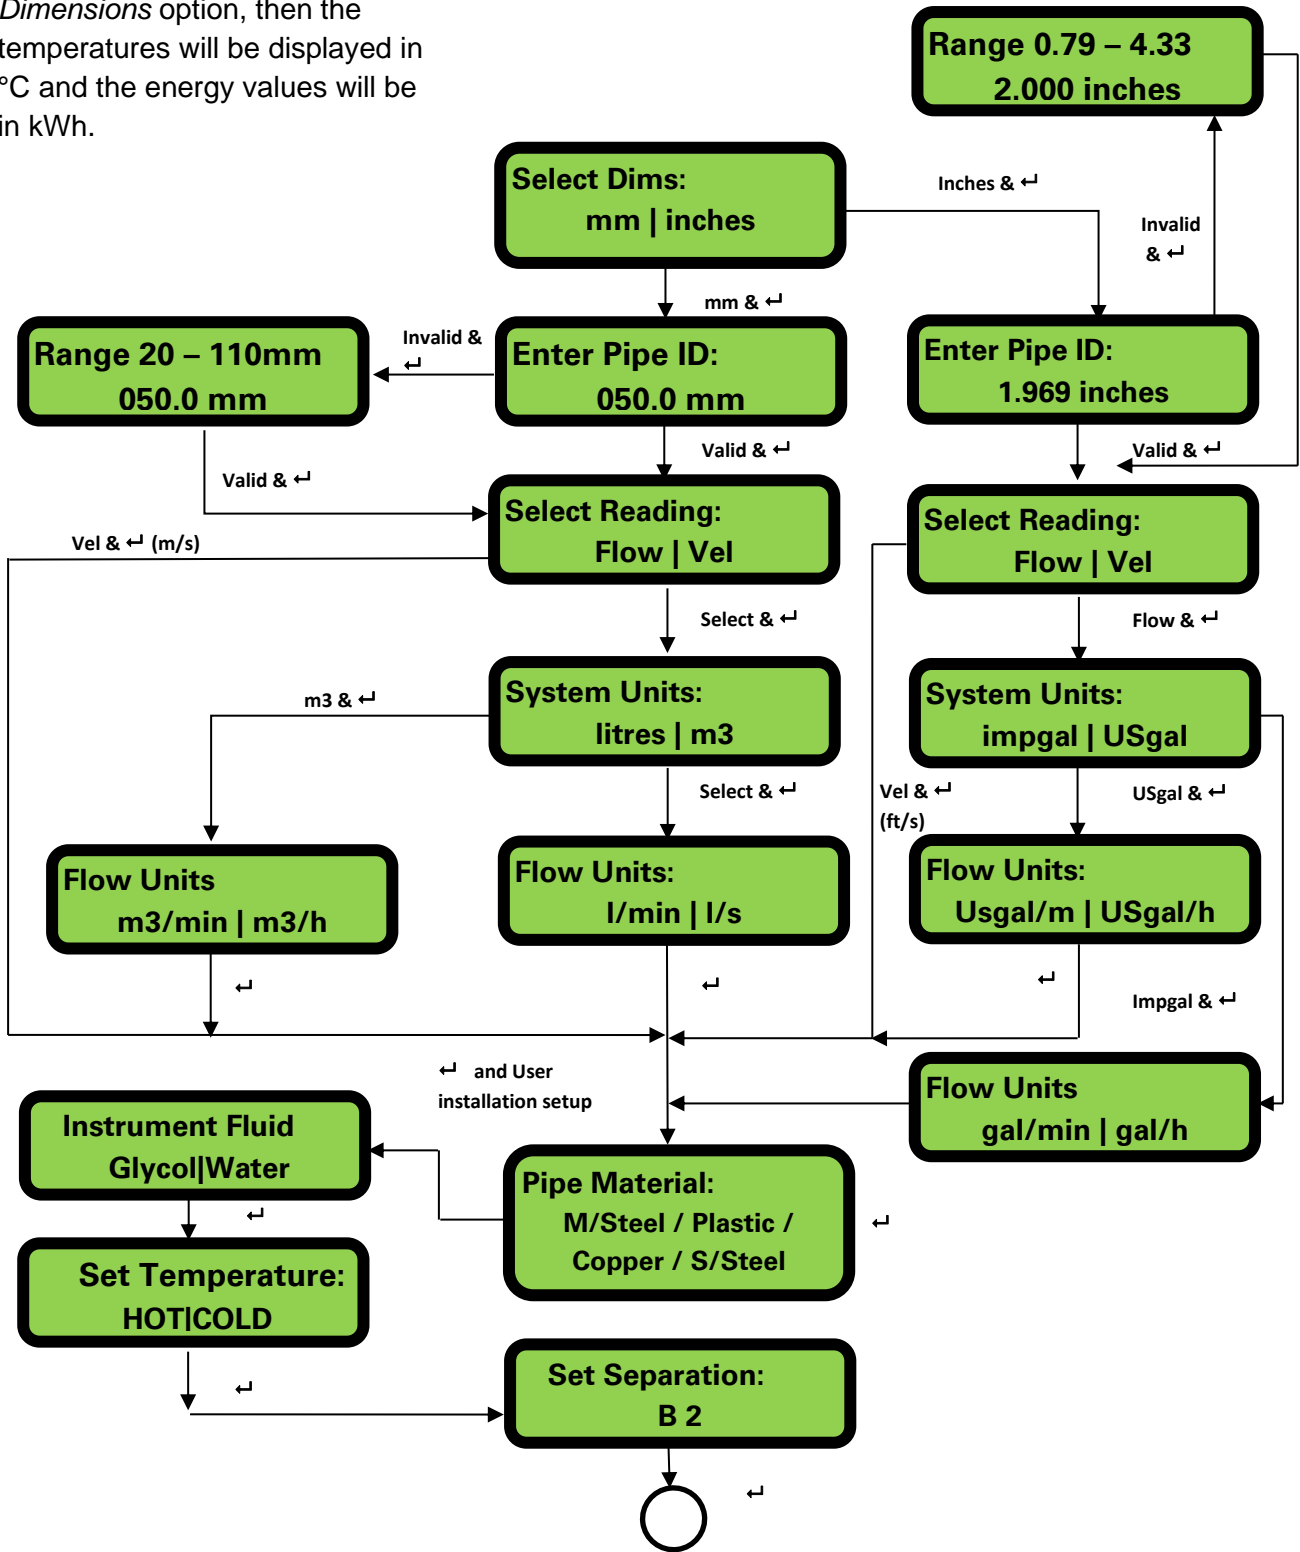 Dimensions option, then the
temperatures will be displayed in
°C and the energy values will be
in kWh.
Range 0.79 – 4.33
2.000 inches
Select Dims:
mm | inches
Inches & ↵
Invalid
& ↵
mm & ↵
Range 20 – 110mm
050.0 mm
Invalid &
↵
Enter Pipe ID:
050.0 mm
Enter Pipe ID:
1.969 inches
Valid & ↵
Valid & ↵
Valid & ↵
Select Reading:
Flow | Vel
Select Reading:
Flow | Vel
Vel & ↵ (m/s)
Select & ↵
Flow & ↵
m3 & ↵
System Units:
litres | m3
System Units:
impgal | USgal
Select & ↵
Vel & ↵
(ft/s)
USgal & ↵
Flow Units
m3/min | m3/h
Flow Units:
l/min | l/s
Flow Units:
Usgal/m | USgal/h
↵
↵
↵
Impgal & ↵
↵ and User
installation setup
Flow Units
gal/min | gal/h
Instrument Fluid
Glycol|Water
Pipe Material:
M/Steel / Plastic /
Copper / S/Steel
↵
↵
Set Temperature:
HOT|COLD
↵
Set Separation:
B 2
↵